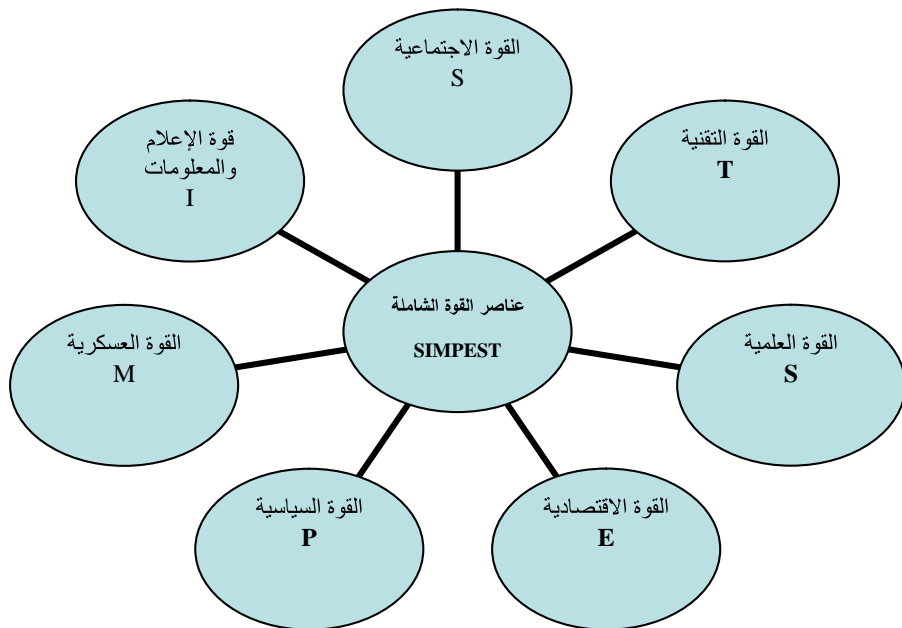 القوة الاجتماعية
S
القوة التقنية
T
القوة العلمية
S
القوة الاقتصادية
E
القوة السياسية
P
القوة العسكرية
M
قوة الإعلام
والمعلومات
I
عناصر القوة الشاملة
SIMPEST